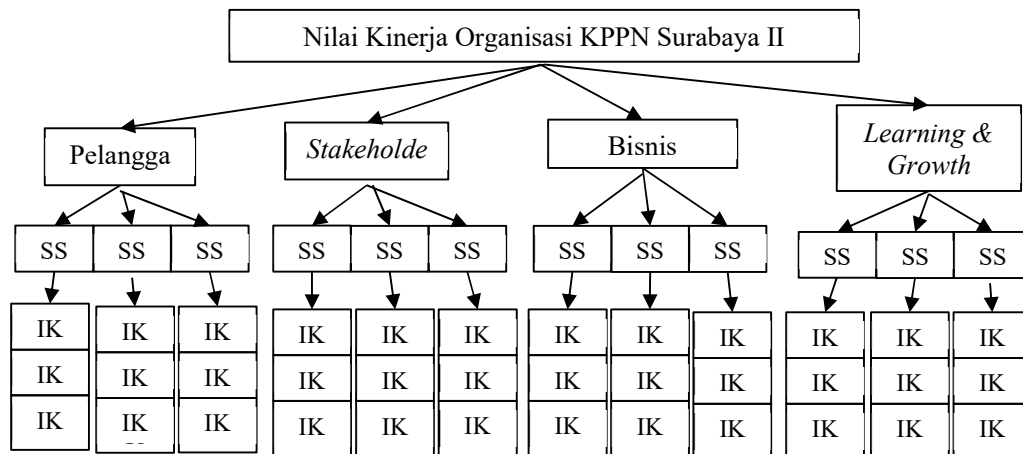 Nilai Kinerja Organisasi KPPN Surabaya II
Pelangga
Stakeholde
Bisnis
Learning &
Growth
SS SS SS
SS SS SS
SS SS SS
SS SS SS
IK IK IK
IK IK IK
IK IK IK
IK IK IK
IK IK IK
IK IK IK
IK IK IK
IK IK IK
IK IK IK
IK IK IK
IK IK IK
IK IK IK